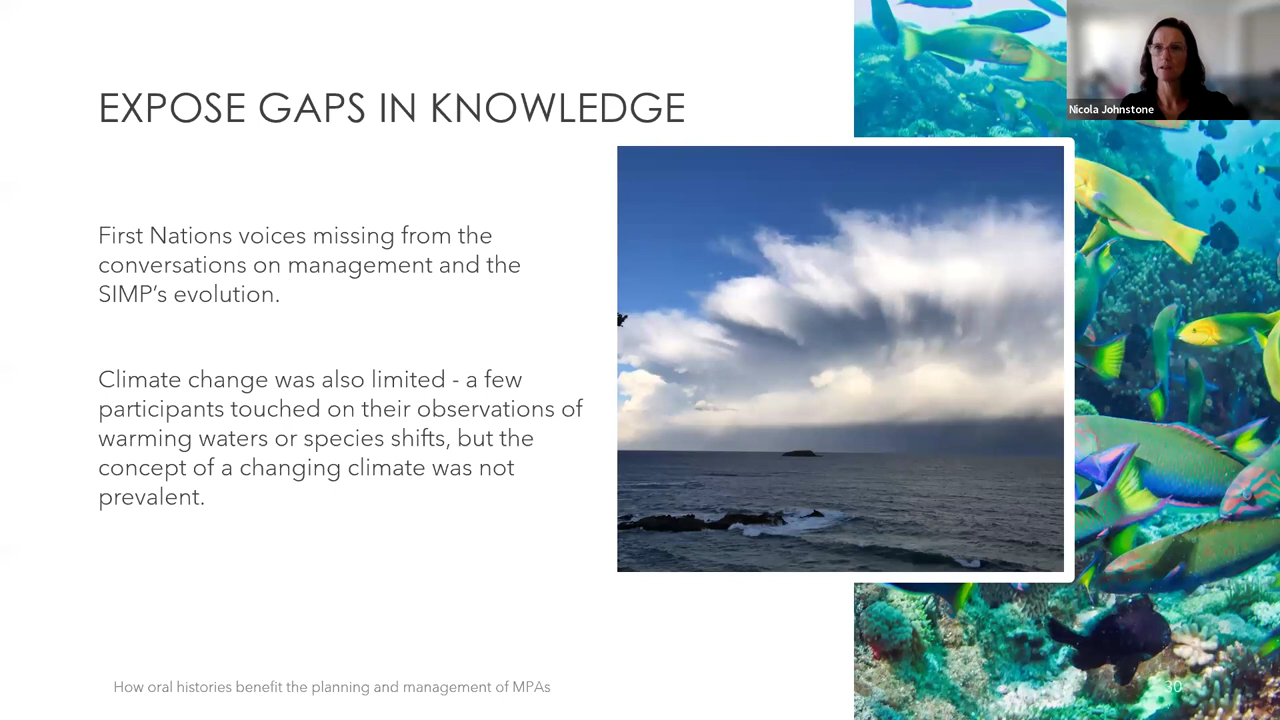 EXPOSE GAPS IN KNOWLEDGE
First Nations voices missing from the
conversations on management and the
SIMP's evolution.
Climate change was also limited - a few
participants touched on their observations of
warming waters or species shifts, but the
concept of a changing climate was not
prevalent.
Nicola Johnstone
How oral histories benefit the planning and management of MPAs
30